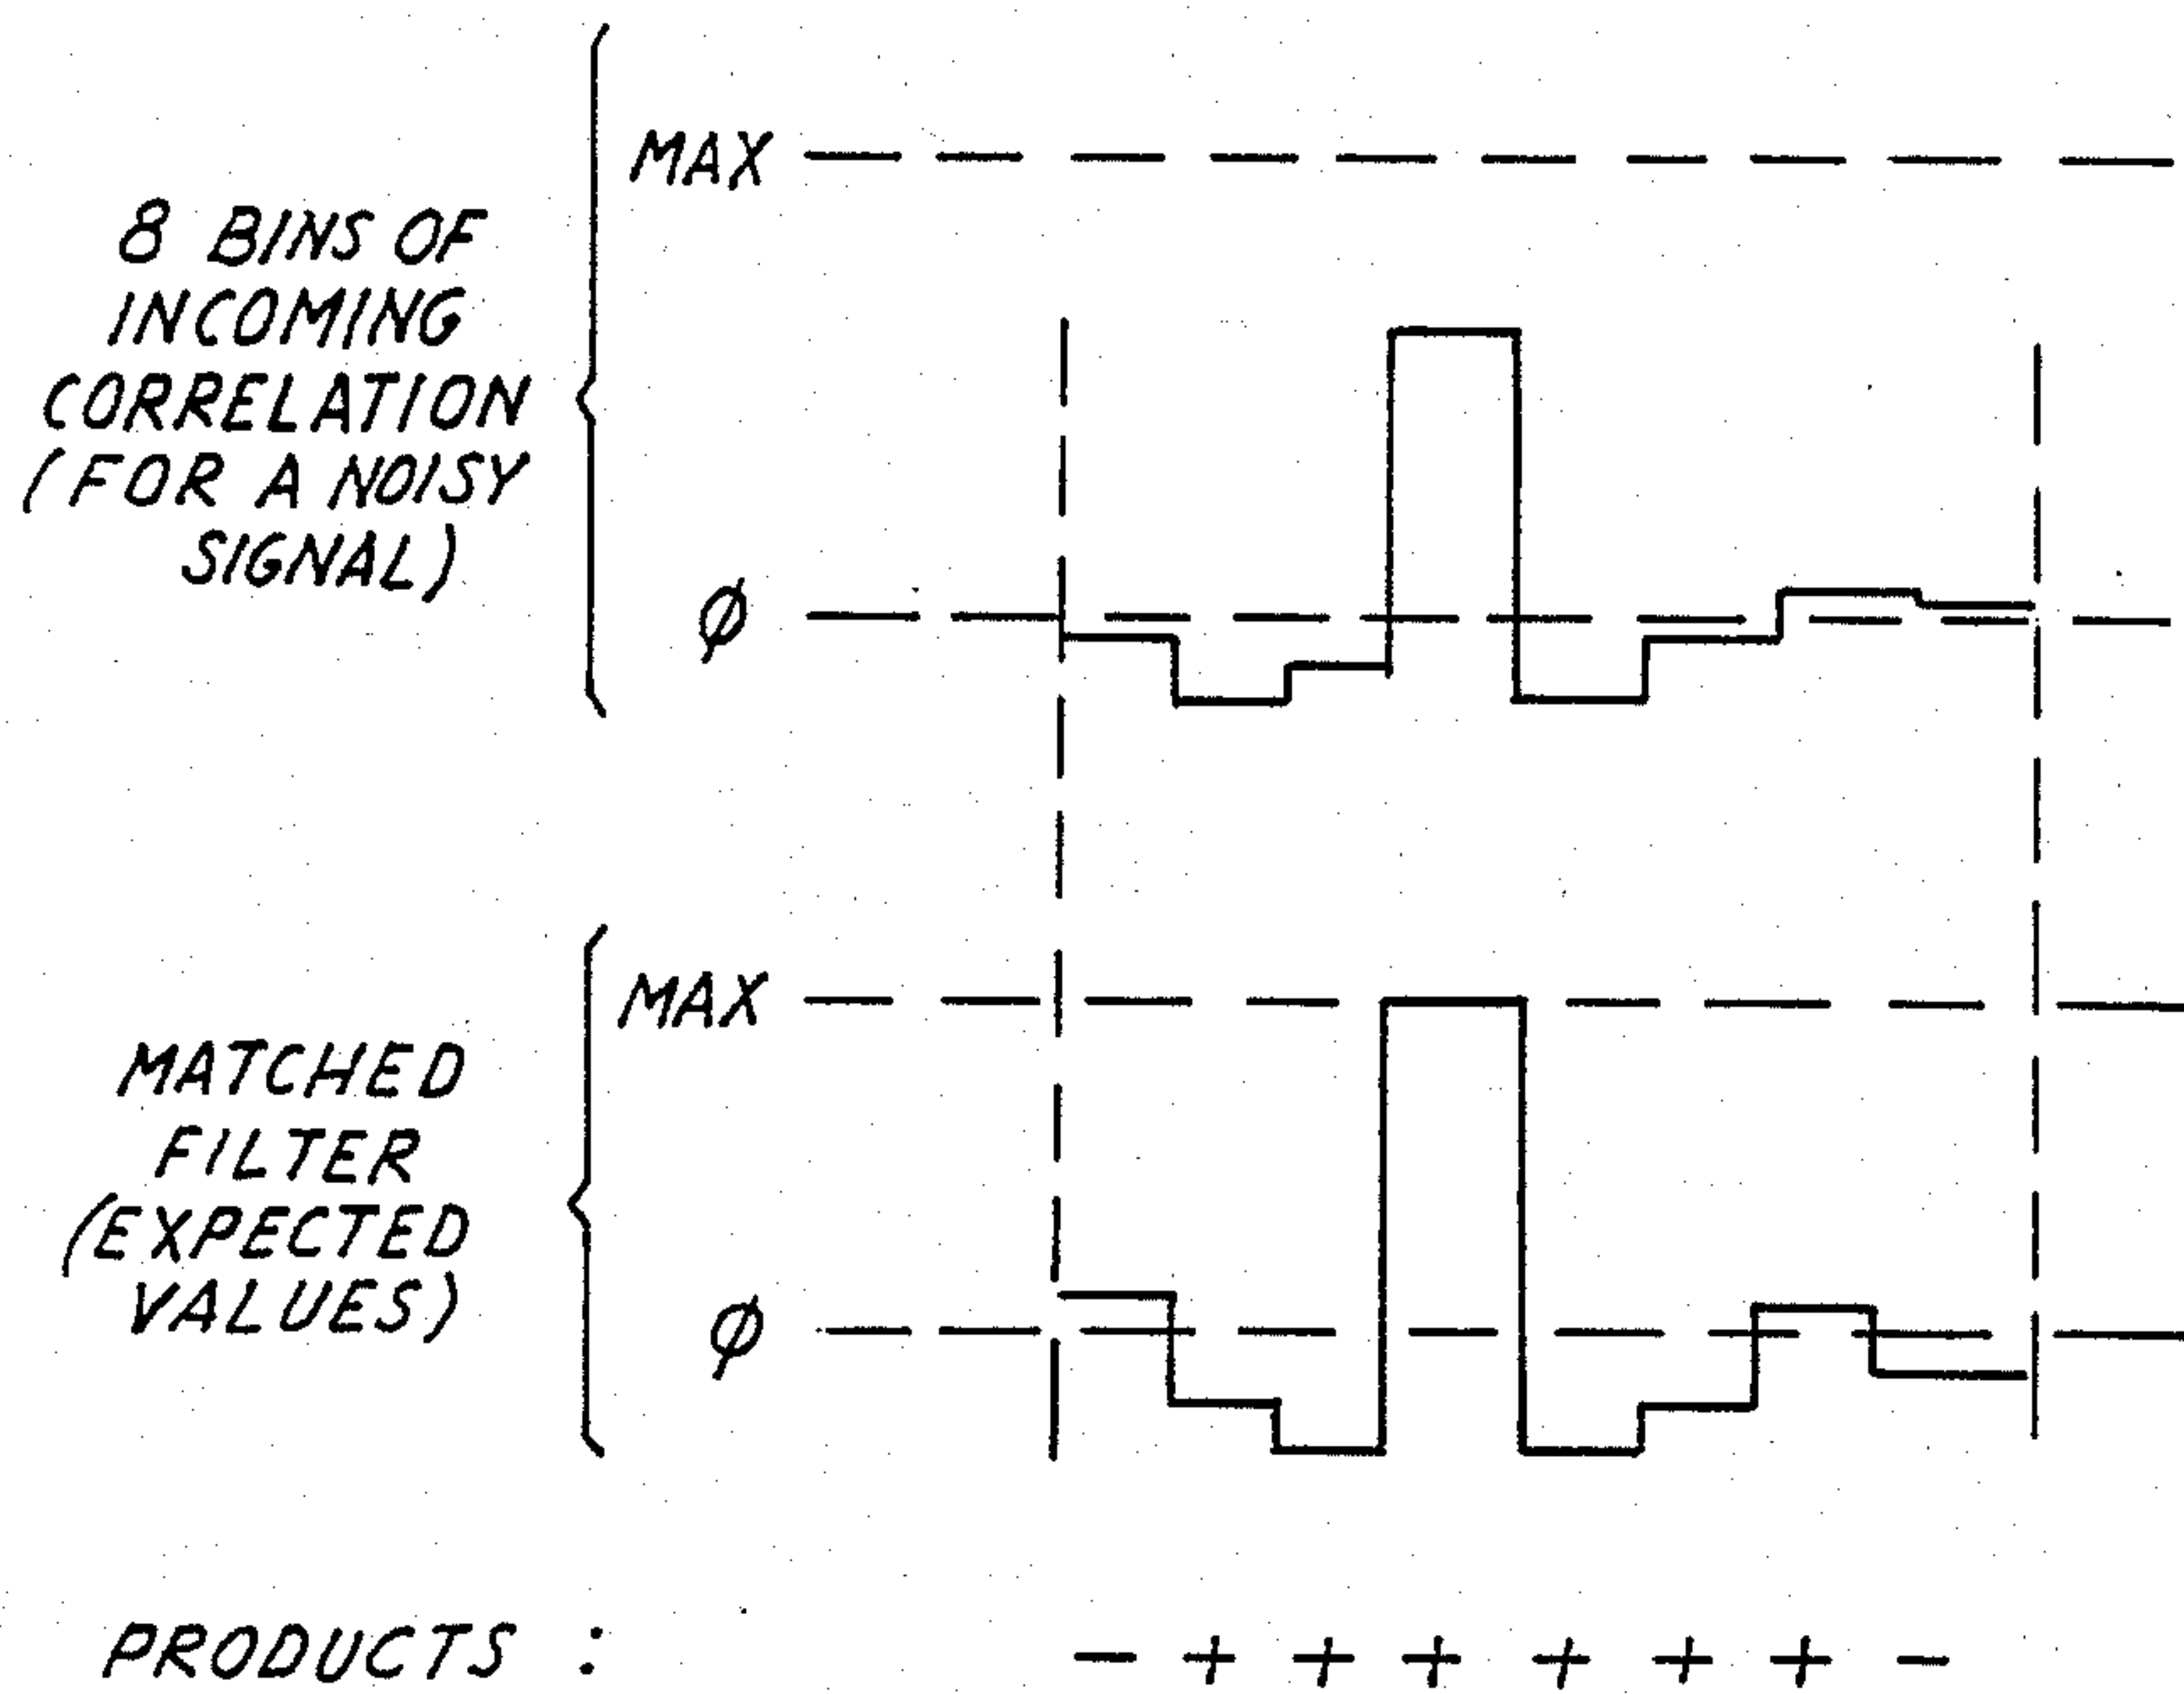 MAX
8 BINS OF
INCOMING
CORRELATION
(FOR A NOISY
SIGNAL)
Ø
MAX
MATCHED
FILTER
(EXPECTED
VALUES)
Ø
PRODUCTS : - + + + + + + -